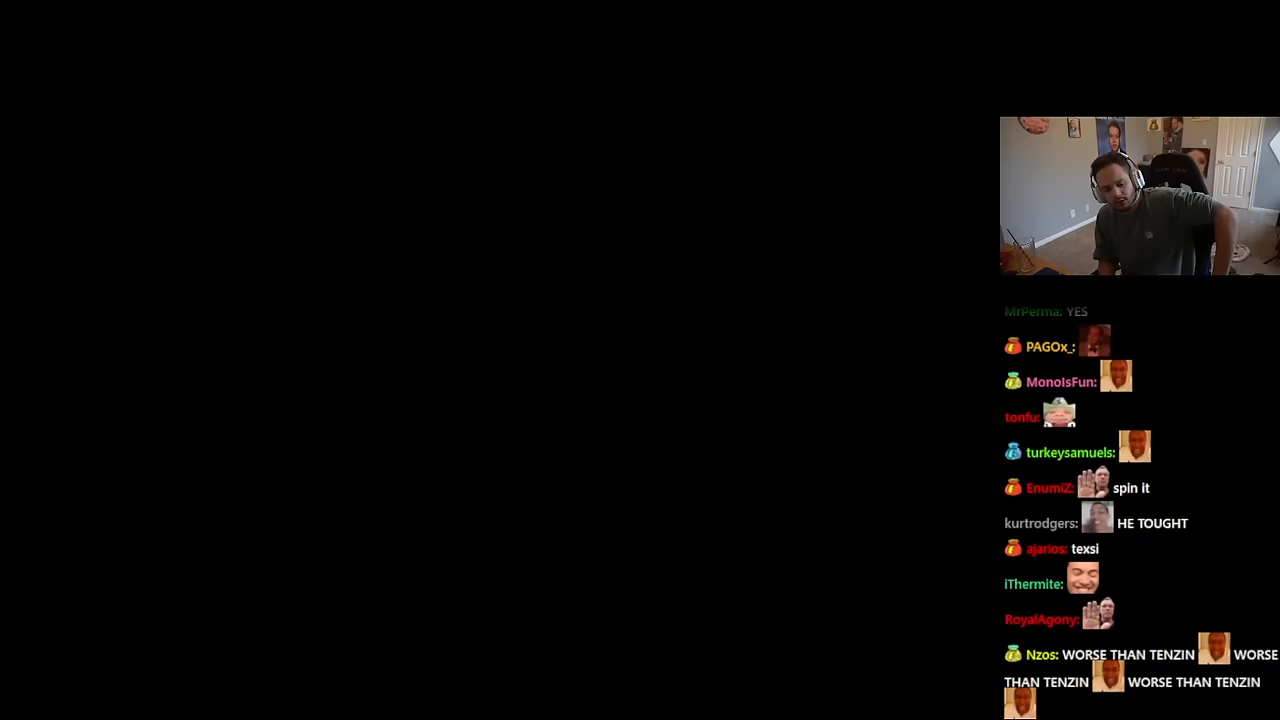 MrPerma: YES
PAGOx_:
MonoIsFun:
tonfu:
turkeysamuels:
EnumiZ: spin it
kurtrodgers: HE TOUGHT
ajarios: texsi
iThermite:
RoyalAgony:
Nzos: WORSE THAN TENZIN WORSE
THAN TENZIN WORSE THAN TENZIN